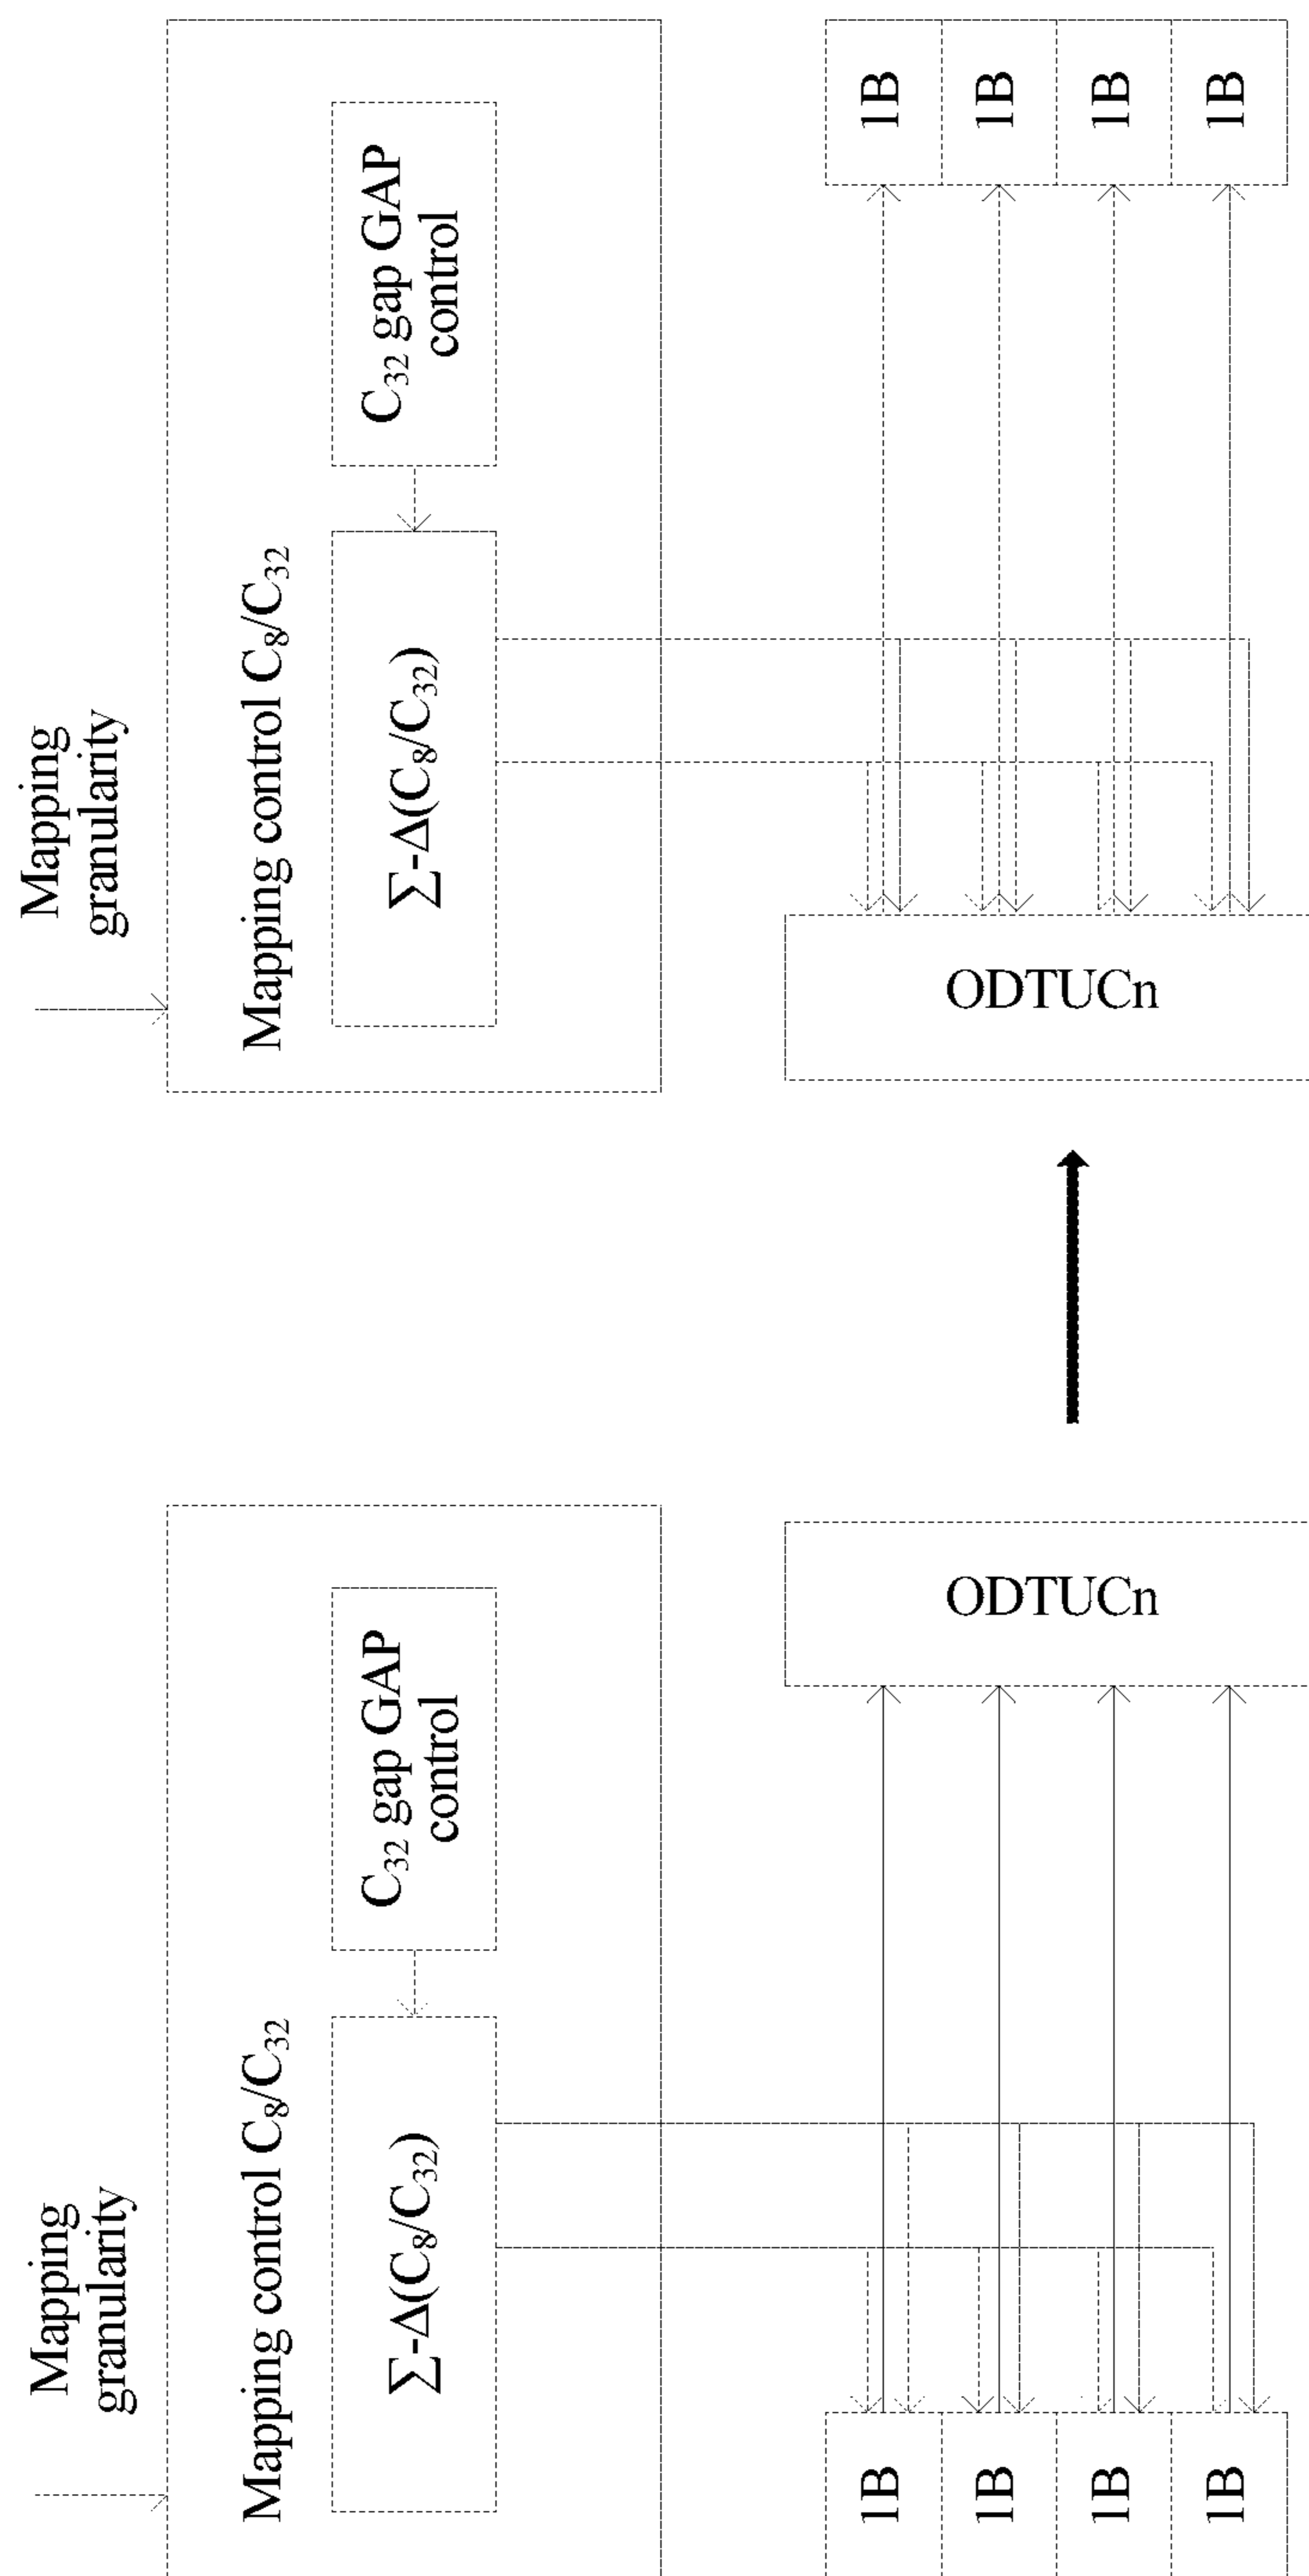 Mapping
granularity
Mapping control C₈/C₃₂
Σ-Δ(C₈/C₃₂)
C₃₂ gap GAP
control
1B
1B
1B
1B
ODTUCn
Mapping
granularity
Mapping control C₈/C₃₂
Σ-Δ(C₈/C₃₂)
C₃₂ gap GAP
control
ODTUCn
1B
1B
1B
1B